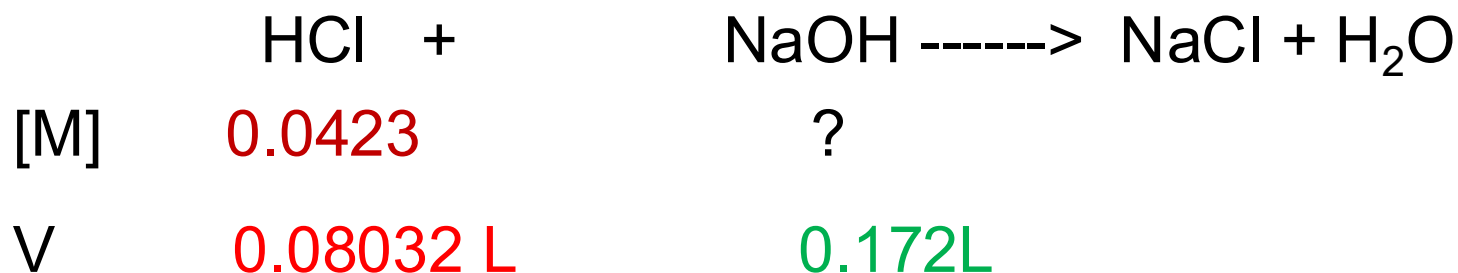 HCl + NaOH ------> NaCl + H₂O
[M] 0.0423 ?
V 0.08032 L 0.172L